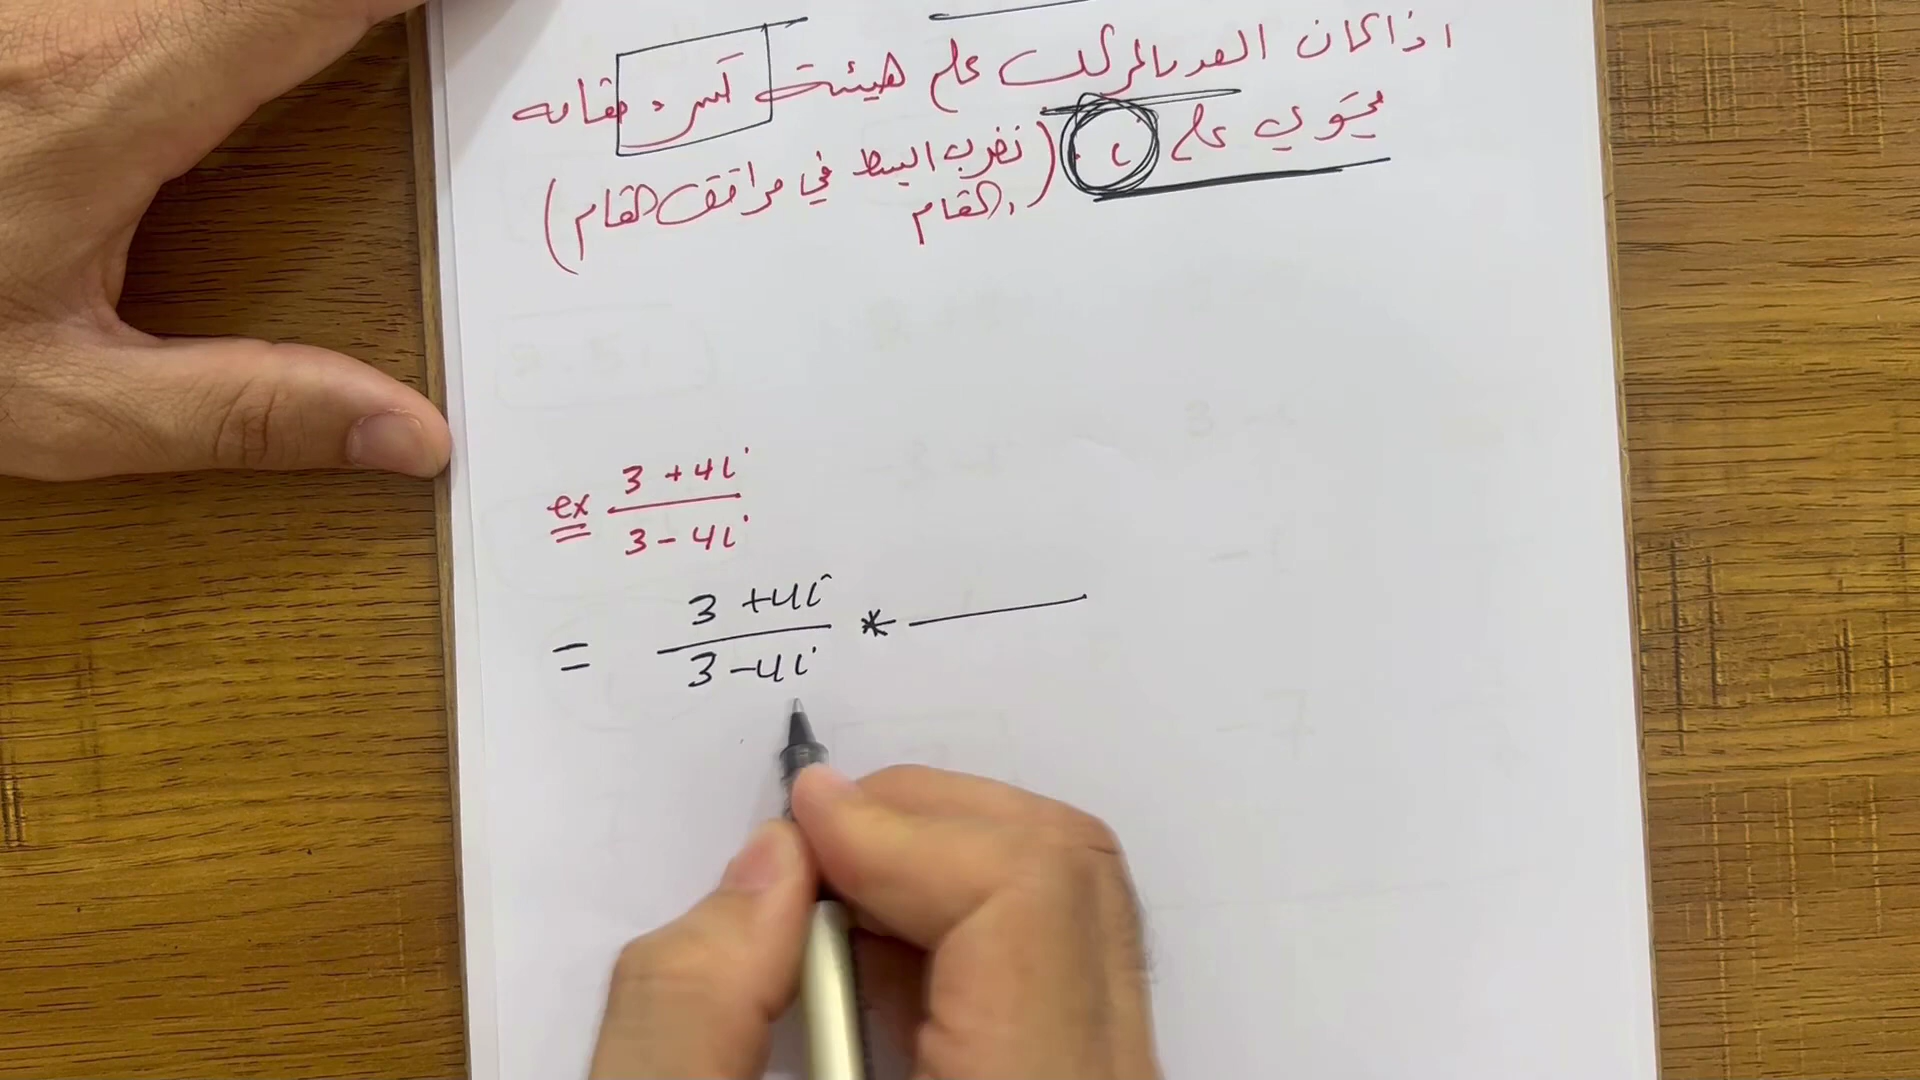 اذا كان العدد المركب على هيئة كسر و مقامه
يحتوي على i (نضرب البسط في مرافق المقام)
والمقام
ex 3 + 4i
3 - 4i
= 3 + 4i * ———
3 - 4i